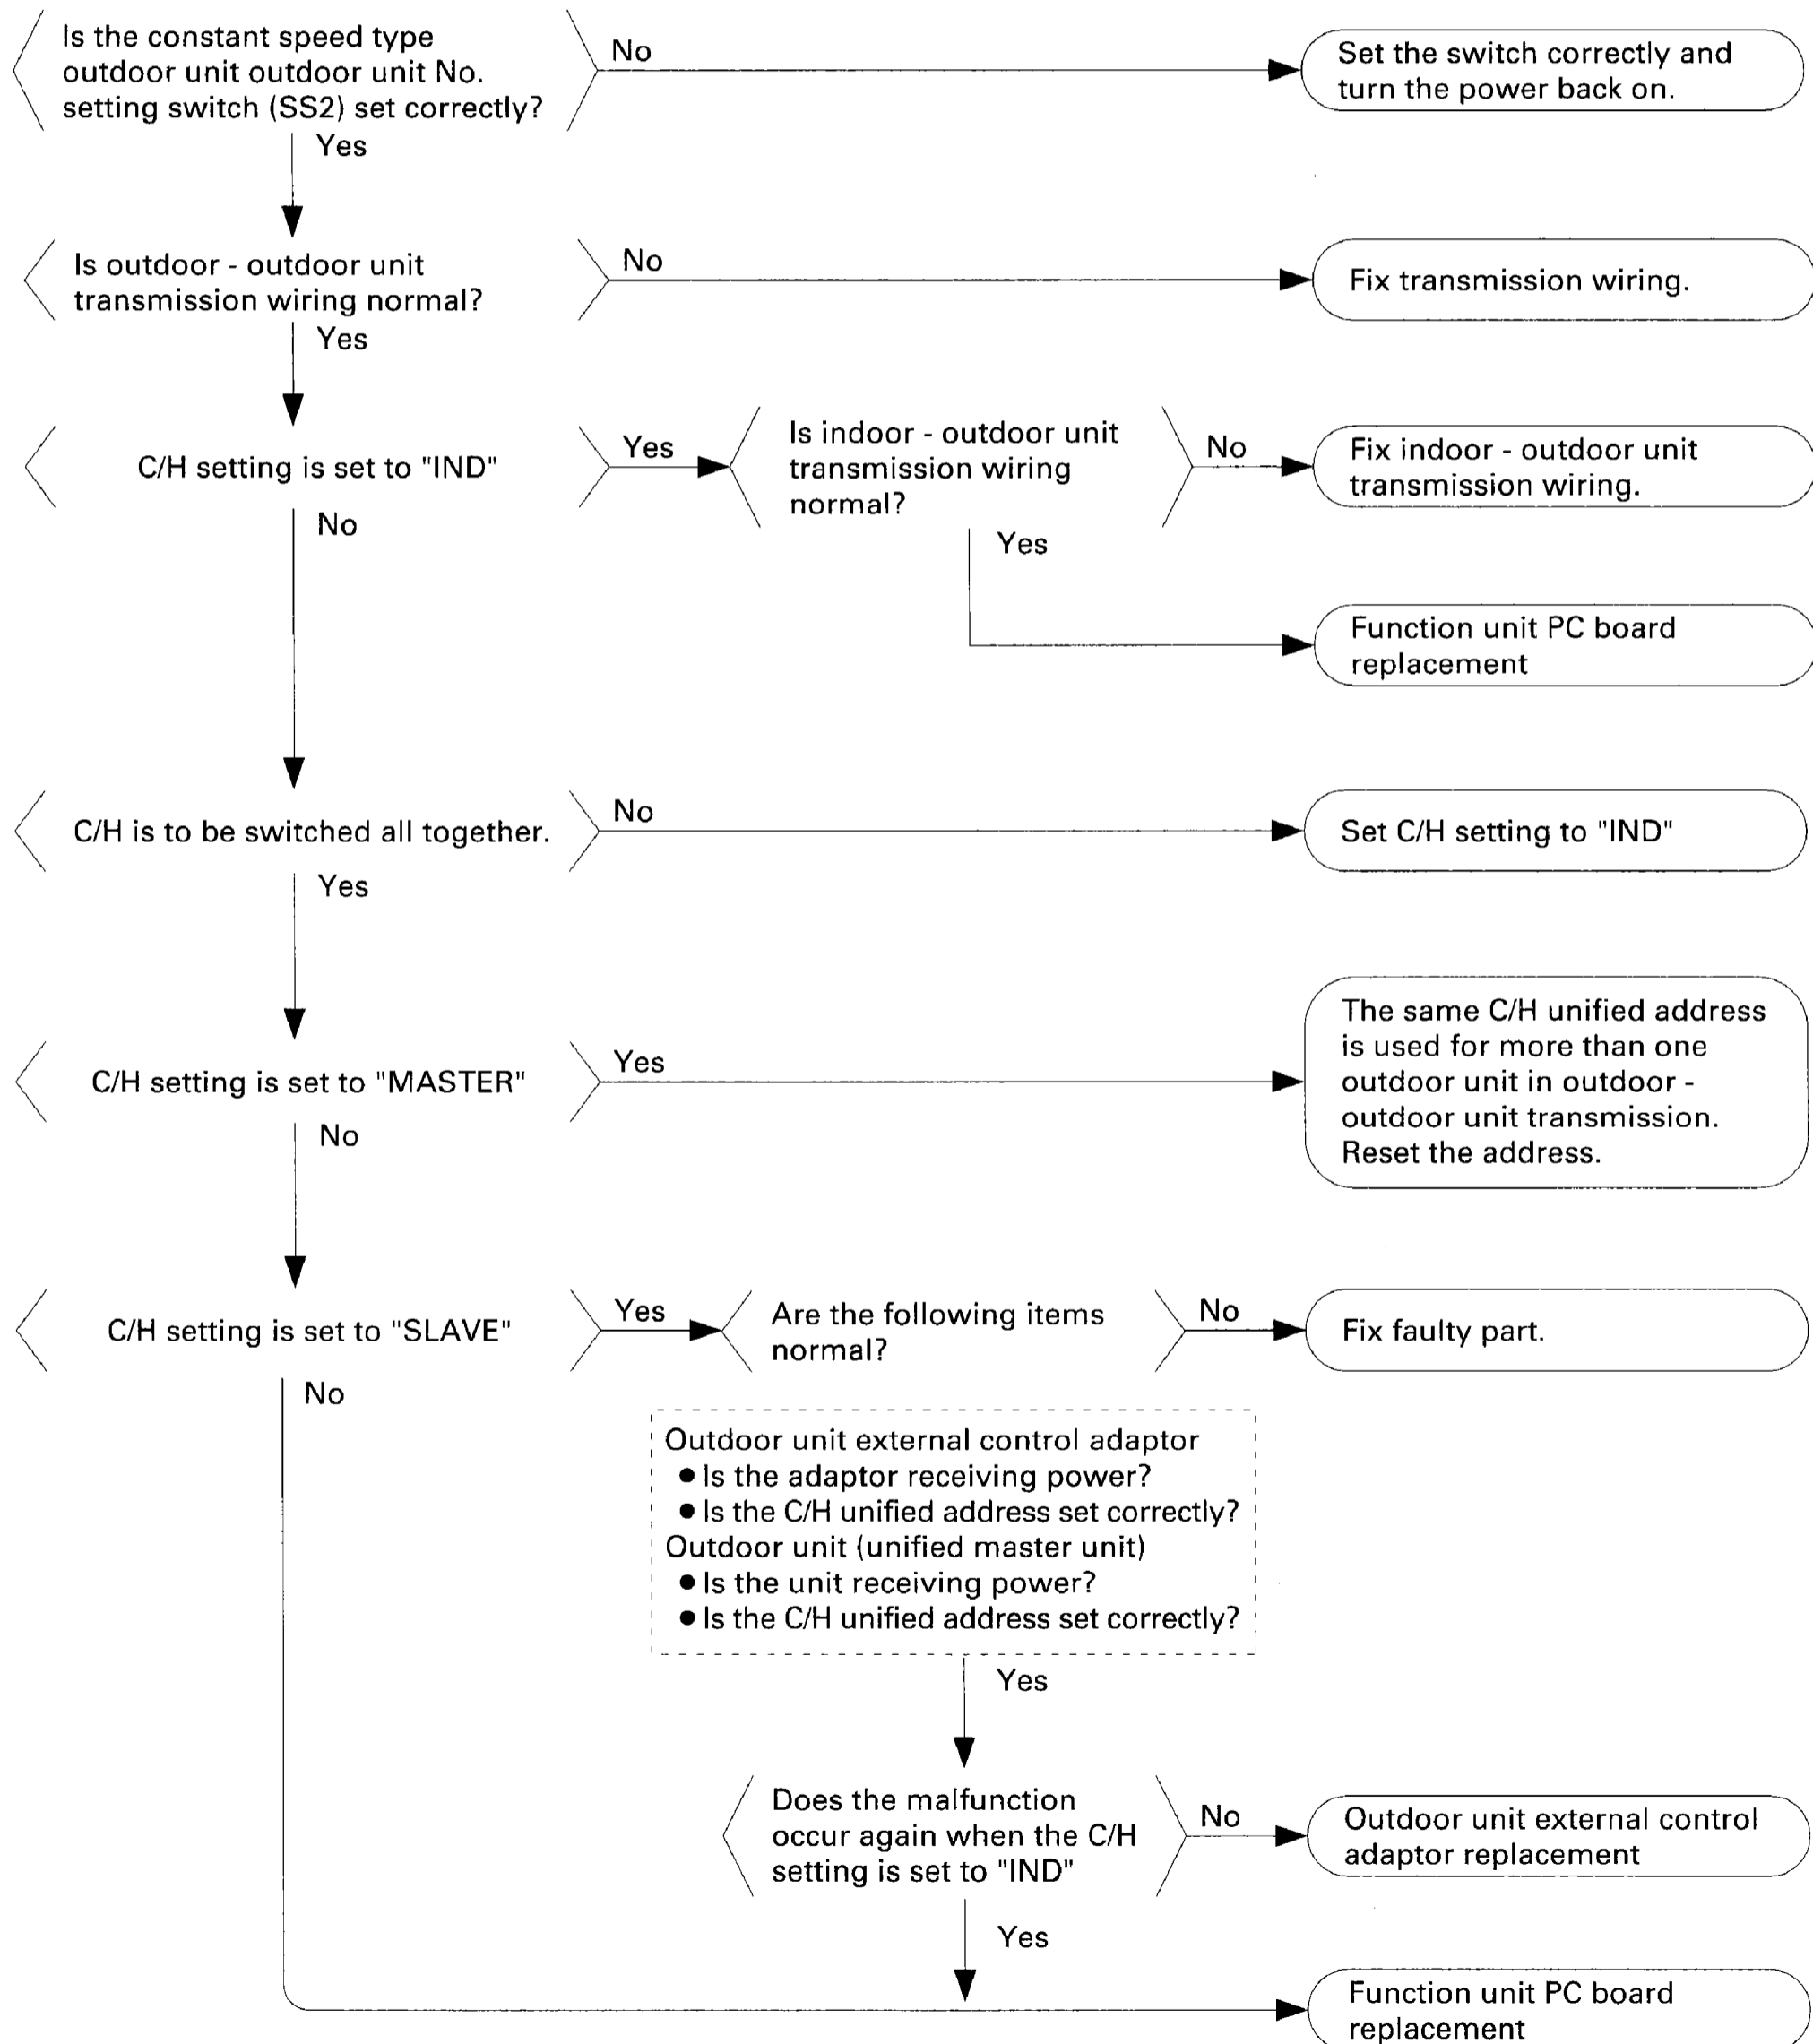 Is the constant speed type
outdoor unit outdoor unit No.
setting switch (SS2) set correctly?
No
Set the switch correctly and
turn the power back on.
Yes
Is outdoor - outdoor unit
transmission wiring normal?
No
Fix transmission wiring.
Yes
C/H setting is set to "IND"
Yes
Is indoor - outdoor unit
transmission wiring
normal?
No
Fix indoor - outdoor unit
transmission wiring.
No
Yes
Function unit PC board
replacement
C/H is to be switched all together.
No
Set C/H setting to "IND"
Yes
C/H setting is set to "MASTER"
Yes
The same C/H unified address
is used for more than one
outdoor unit in outdoor -
outdoor unit transmission.
Reset the address.
No
C/H setting is set to "SLAVE"
Yes
Are the following items
normal?
No
Fix faulty part.
No
Outdoor unit external control adaptor
● Is the adaptor receiving power?
● Is the C/H unified address set correctly?
Outdoor unit (unified master unit)
● Is the unit receiving power?
● Is the C/H unified address set correctly?
Yes
Does the malfunction
occur again when the C/H
setting is set to "IND"
No
Outdoor unit external control
adaptor replacement
Yes
Function unit PC board
replacement